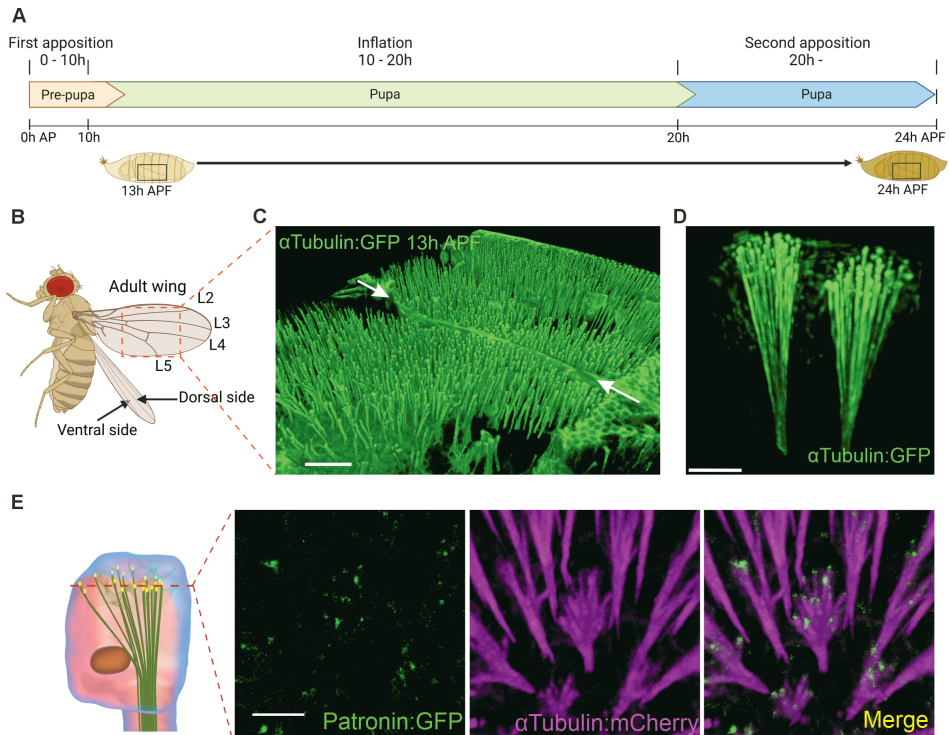 A
First apposition
0 - 10h
Inflation
10 - 20h
Second apposition
20h -
Pre-pupa
Pupa
Pupa
0h AP
10h
20h
24h APF
13h APF
24h APF
B
Adult wing
L2
L3
L4
L5
Dorsal side
Ventral side
C
αTubulin:GFP 13h APF
D
αTubulin:GFP
E
Patronin:GFP
αTubulin:mCherry
Merge